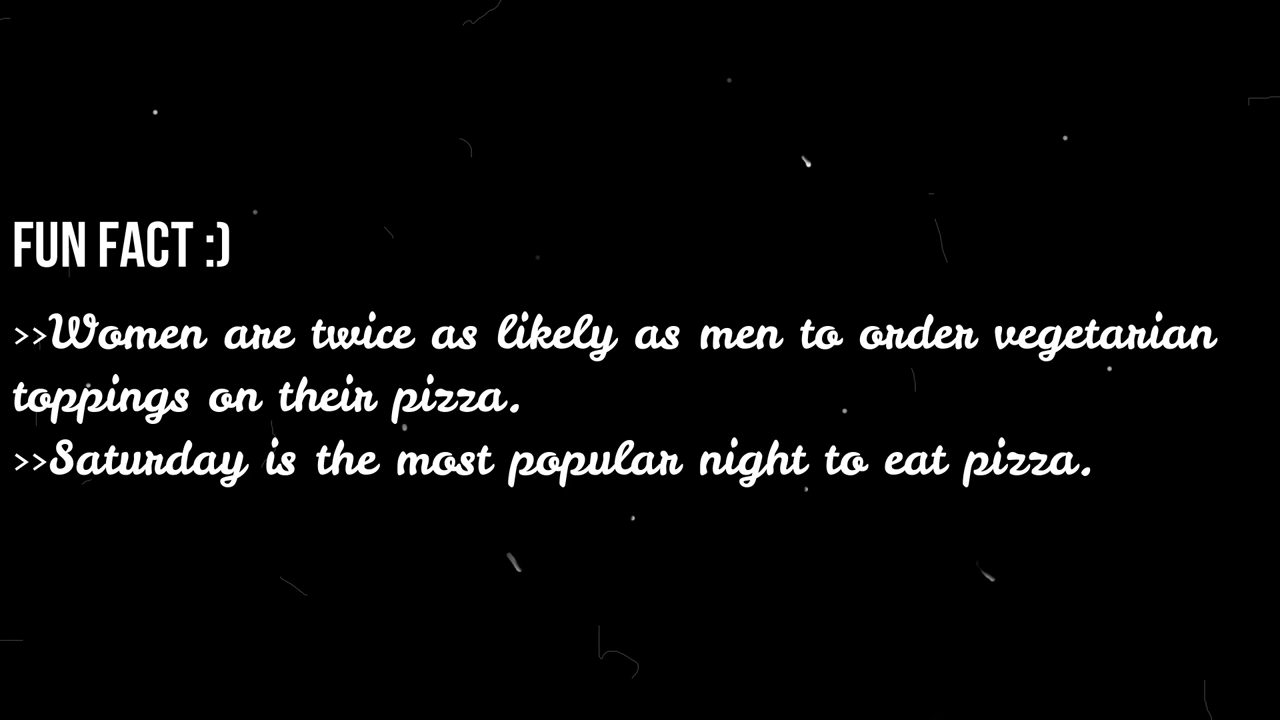 FUN FACT :)
>>Women are twice as likely as men to order vegetarian
toppings on their pizza.
>>Saturday is the most popular night to eat pizza.